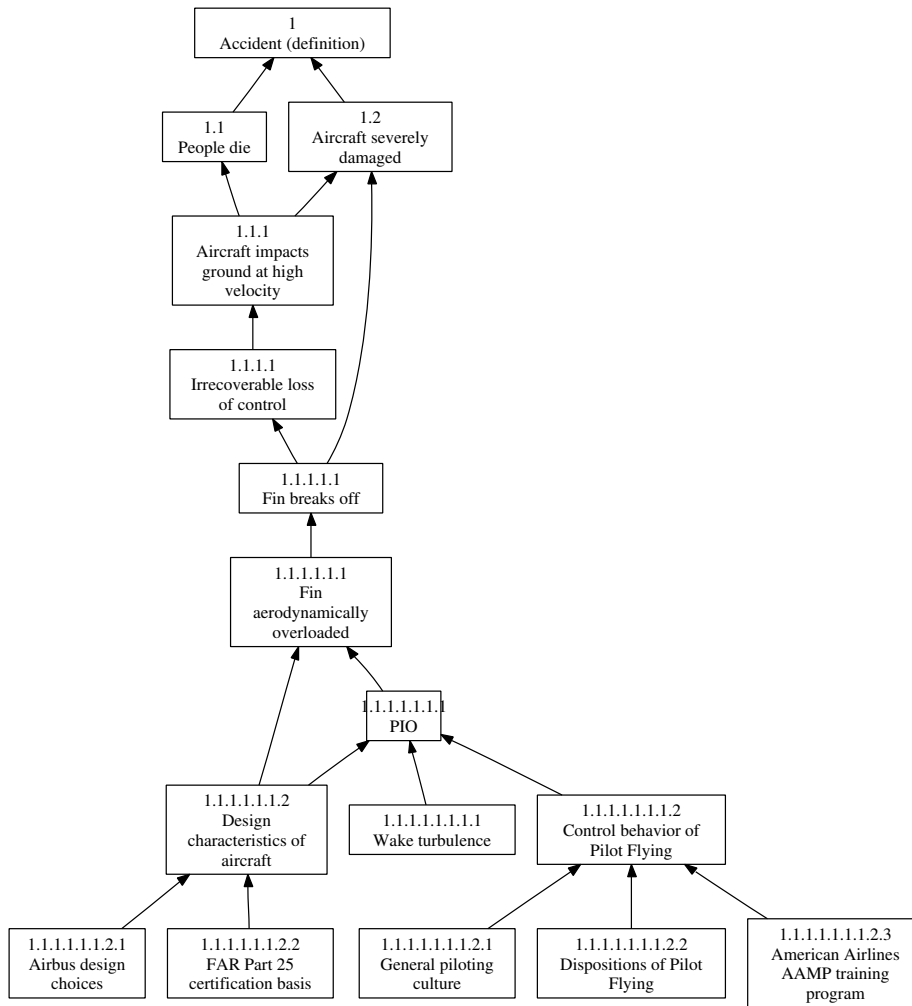 1
Accident (definition)
1.1
People die
1.2
Aircraft severely
damaged
1.1.1
Aircraft impacts
ground at high
velocity
1.1.1.1
Irrecoverable loss
of control
1.1.1.1.1
Fin breaks off
1.1.1.1.1.1
Fin
aerodynamically
overloaded
1.1.1.1.1.1.1
PIO
1.1.1.1.1.1.2
Design
characteristics of
aircraft
1.1.1.1.1.1.1.1
Wake turbulence
1.1.1.1.1.1.1.2
Control behavior of
Pilot Flying
1.1.1.1.1.1.2.1
Airbus design
choices
1.1.1.1.1.1.2.2
FAR Part 25
certification basis
1.1.1.1.1.1.1.2.1
General piloting
culture
1.1.1.1.1.1.1.2.2
Dispositions of Pilot
Flying
1.1.1.1.1.1.1.2.3
American Airlines
AAMP training
program